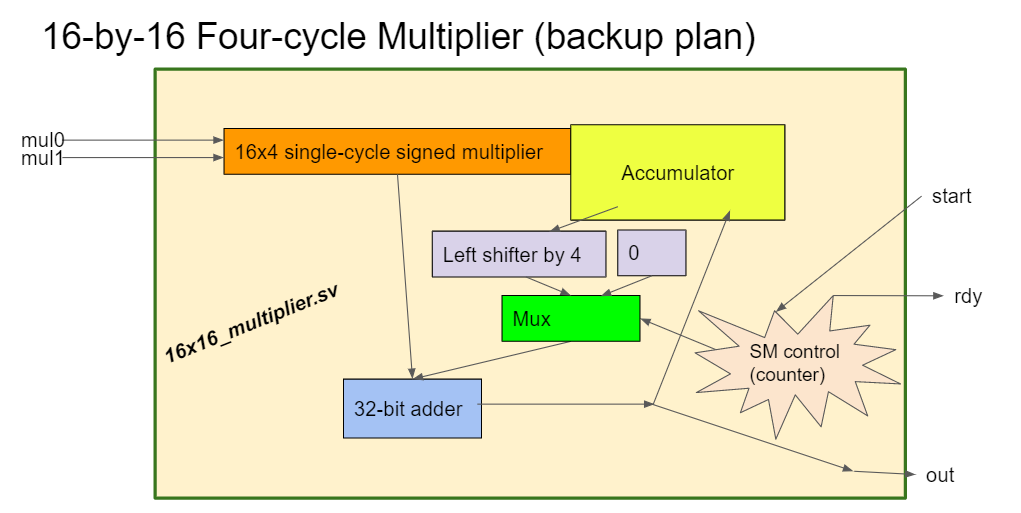 16-by-16 Four-cycle Multiplier (backup plan)
mul0
mul1
16x4 single-cycle signed multiplier
Accumulator
start
Left shifter by 4
0
rdy
16x16_multiplier.sv
Mux
SM control
(counter)
32-bit adder
out